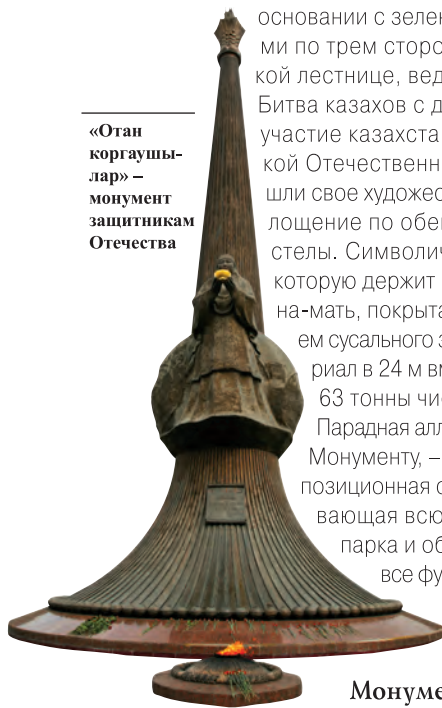 «Отан
коргаушы-
лар» –
монумент
защитникам
Отечества
основании с зелен
ми по трем сторо
кой лестнице, вед
Битва казахов с д
участие казахста
кой Отечественн
шли свое художес
лощение по обе
стелы. Символич
которую держит
на-мать, покрыта
ем сусального з
риал в 24 м вм
63 тонны чис
Парадная алл
Монументу, –
позиционная с
вающая всю
парка и об
все фу
Монуме